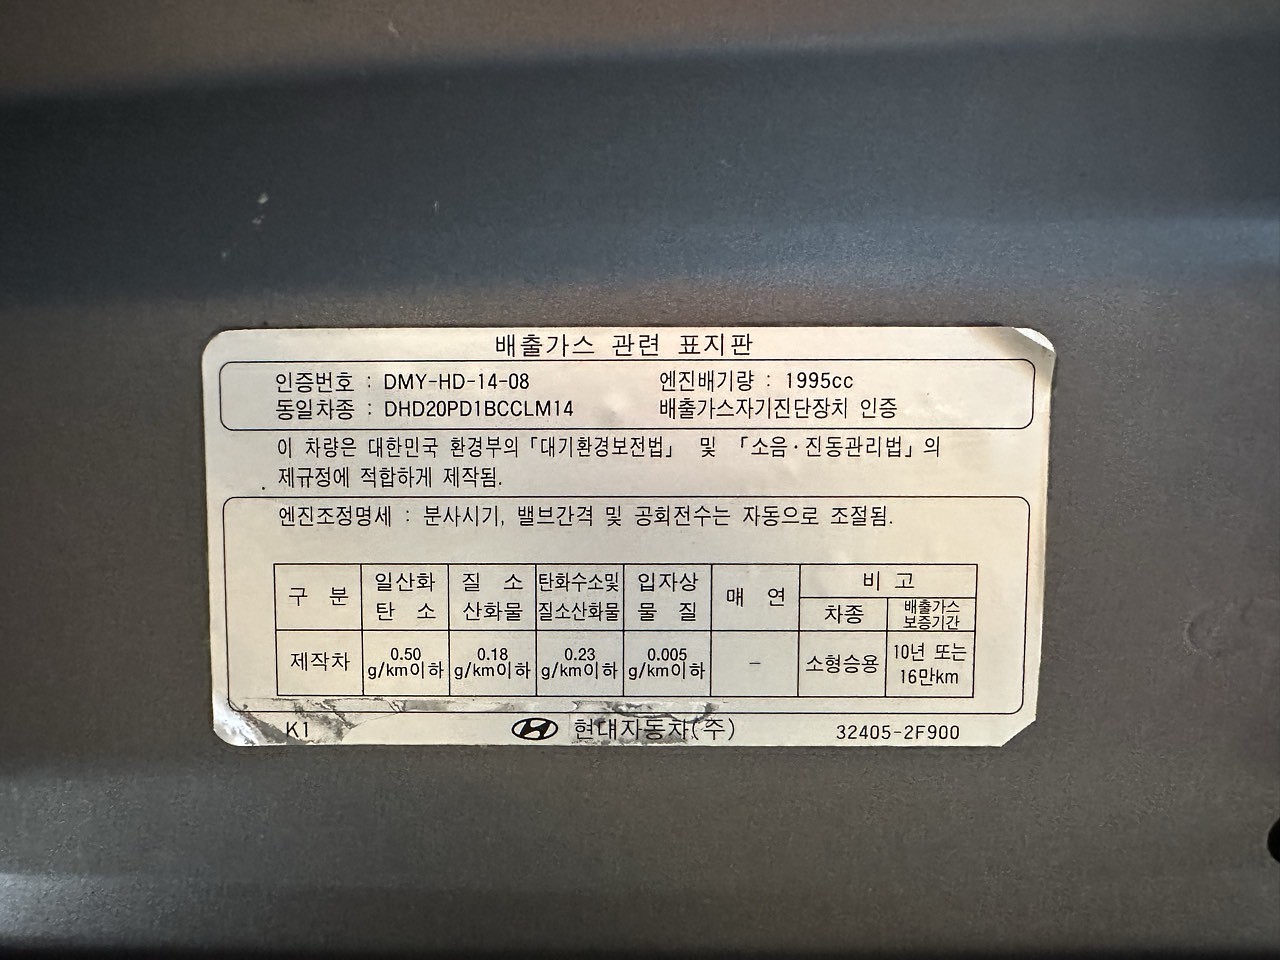 배출가스 관련 표지판
인증번호 : DMY-HD-14-08 엔진배기량 : 1995cc
동일차종 : DHD20PD1BCCLM14 배출가스자기진단장치 인증
이 차량은 대한민국 환경부의 「대기환경보전법」 및 「소음·진동관리법」의
제규정에 적합하게 제작됨.
엔진조정명세 : 분사시기, 밸브간격 및 공회전수는 자동으로 조절됨.
구 분 일산화 탄 소 질 소 산화물 탄화수소및 질소산화물 입자상 물 질 매 연 비 고
차종 배출가스 보증기간
제작차 0.50 g/km이하 0.18 g/km이하 0.23 g/km이하 0.005 g/km이하 – 소형승용 10년 또는 16만km
K1 현대자동차(주) 32405-2F900